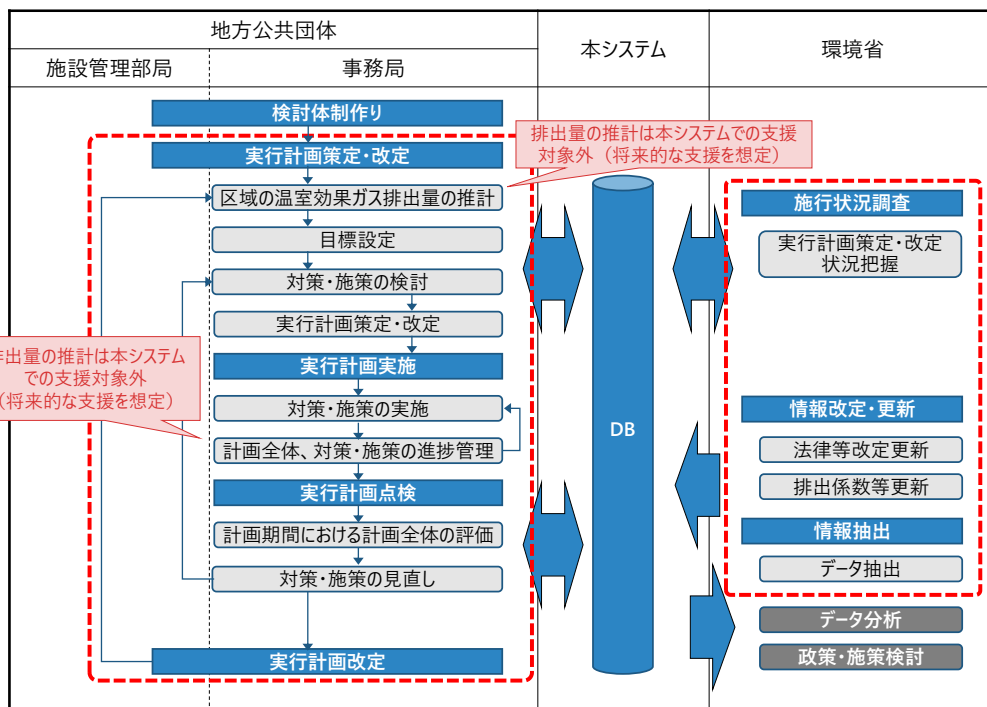 地方公共団体
本システム
環境省
施設管理部局
事務局
検討体制作り
排出量の推計は本システムでの支援
対象外（将来的な支援を想定）
実行計画策定・改定
区域の温室効果ガス排出量の推計
目標設定
対策・施策の検討
実行計画策定・改定
実行計画実施
排出量の推計は本システム
での支援対象外
（将来的な支援を想定）
対策・施策の実施
計画全体、対策・施策の進捗管理
実行計画点検
計画期間における計画全体の評価
対策・施策の見直し
実行計画改定
DB
施行状況調査
実行計画策定・改定
状況把握
情報改定・更新
法律等改定更新
排出係数等更新
情報抽出
データ抽出
データ分析
政策・施策検討